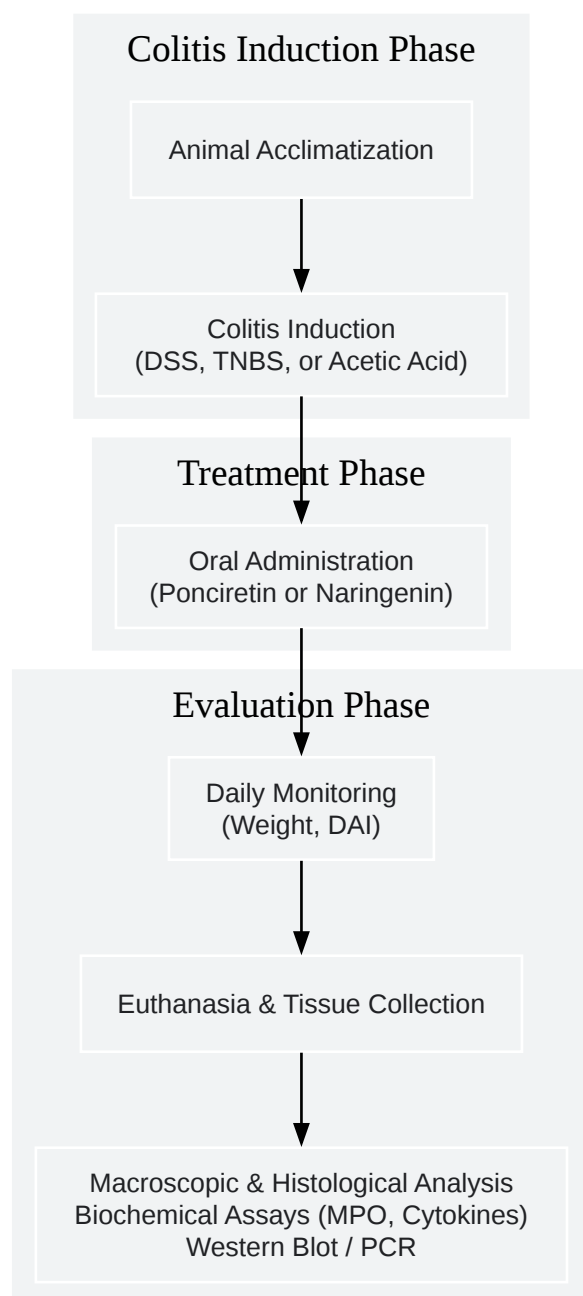 Colitis Induction Phase
Animal Acclimatization
Colitis Induction
(DSS, TNBS, or Acetic Acid)
Treatment Phase
Oral Administration
(Ponciretin or Naringenin)
Evaluation Phase
Daily Monitoring
(Weight, DAI)
Euthanasia & Tissue Collection
Macroscopic & Histological Analysis
Biochemical Assays (MPO, Cytokines)
Western Blot / PCR